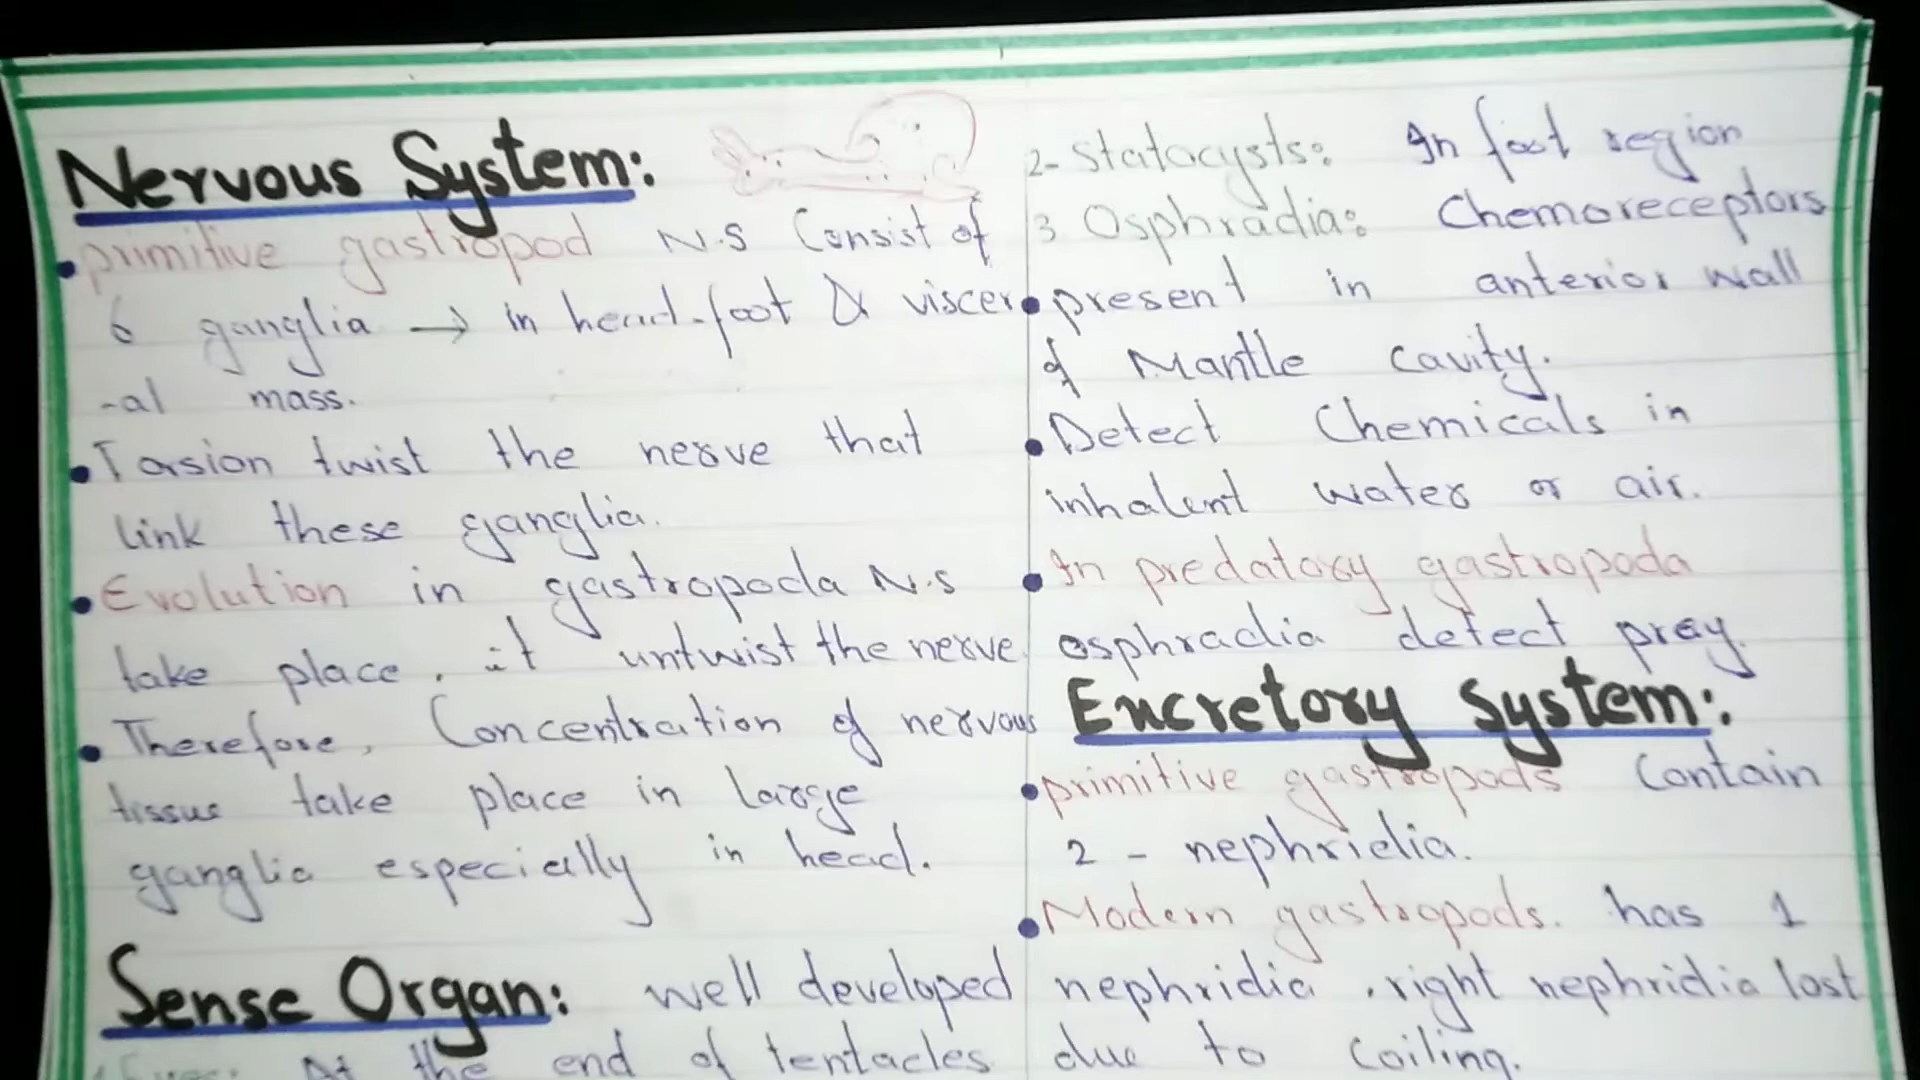 Nervous System:
• primitive gastropod N.S Consist of
6 ganglia → in head-foot & viscer
-al mass.
• Torsion twist the nerve that
link these ganglia.
• Evolution in gastropoda N.S
take place, it untwist the nerve
• Therefore, Concentration of nervous
tissue take place in large
ganglia especially in head.
Sense Organ: well developed
At the end of tentacles
2- Statocysts: In foot region
3 Osphradia: Chemoreceptors
• present in anterior wall
of Mantle cavity.
• Detect Chemicals in
inhalent water or air.
• In predatory gastropoda
osphradia detect prey.
Excretory System:
• primitive gastropods Contain
2 - nephridia.
• Modern gastropods. has 1
nephridia, right nephridia lost
due to coiling.